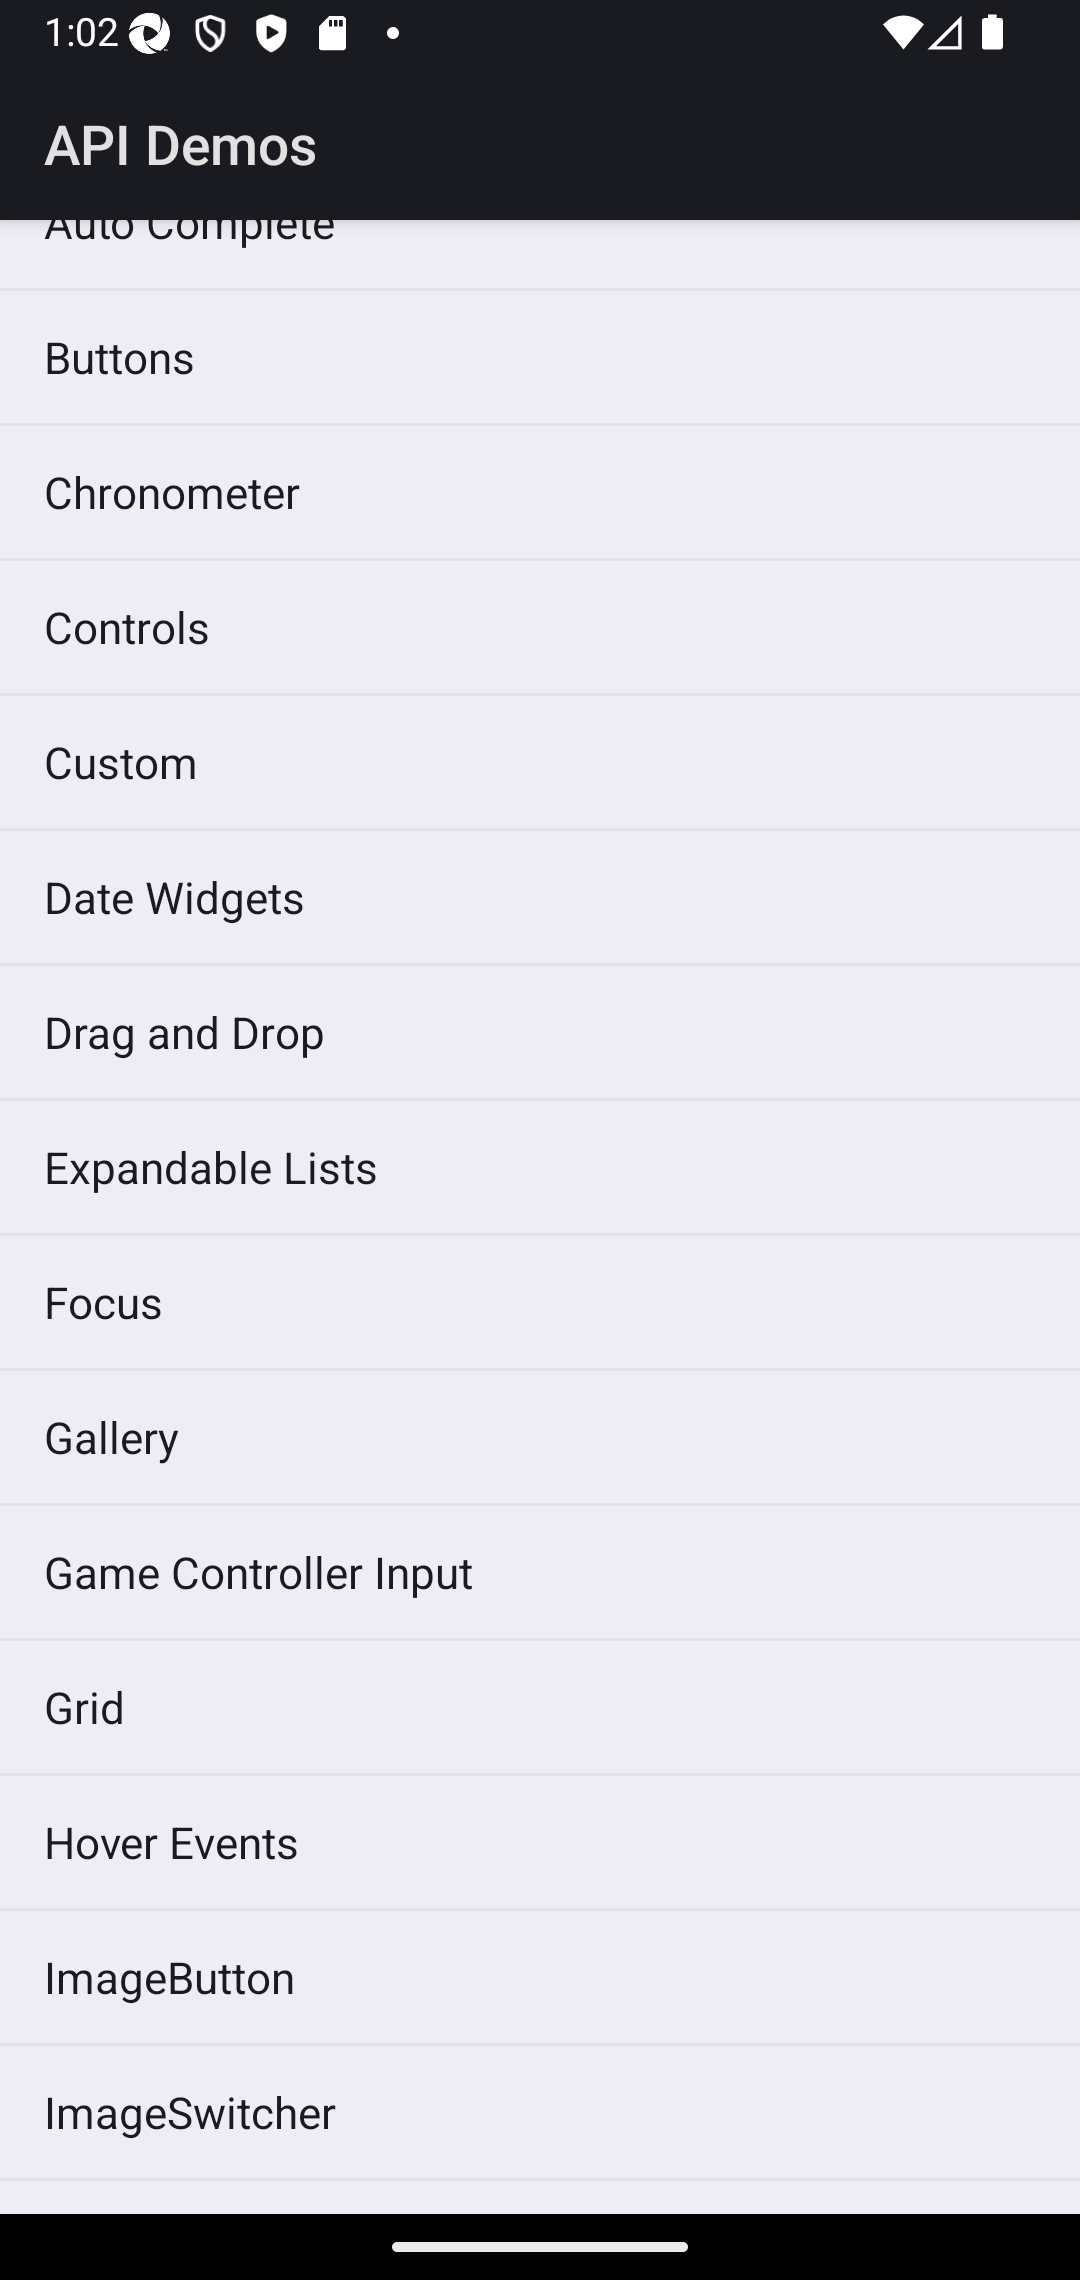 1:02
API Demos
Auto Complete
Buttons
Chronometer
Controls
Custom
Date Widgets
Drag and Drop
Expandable Lists
Focus
Gallery
Game Controller Input
Grid
Hover Events
ImageButton
ImageSwitcher